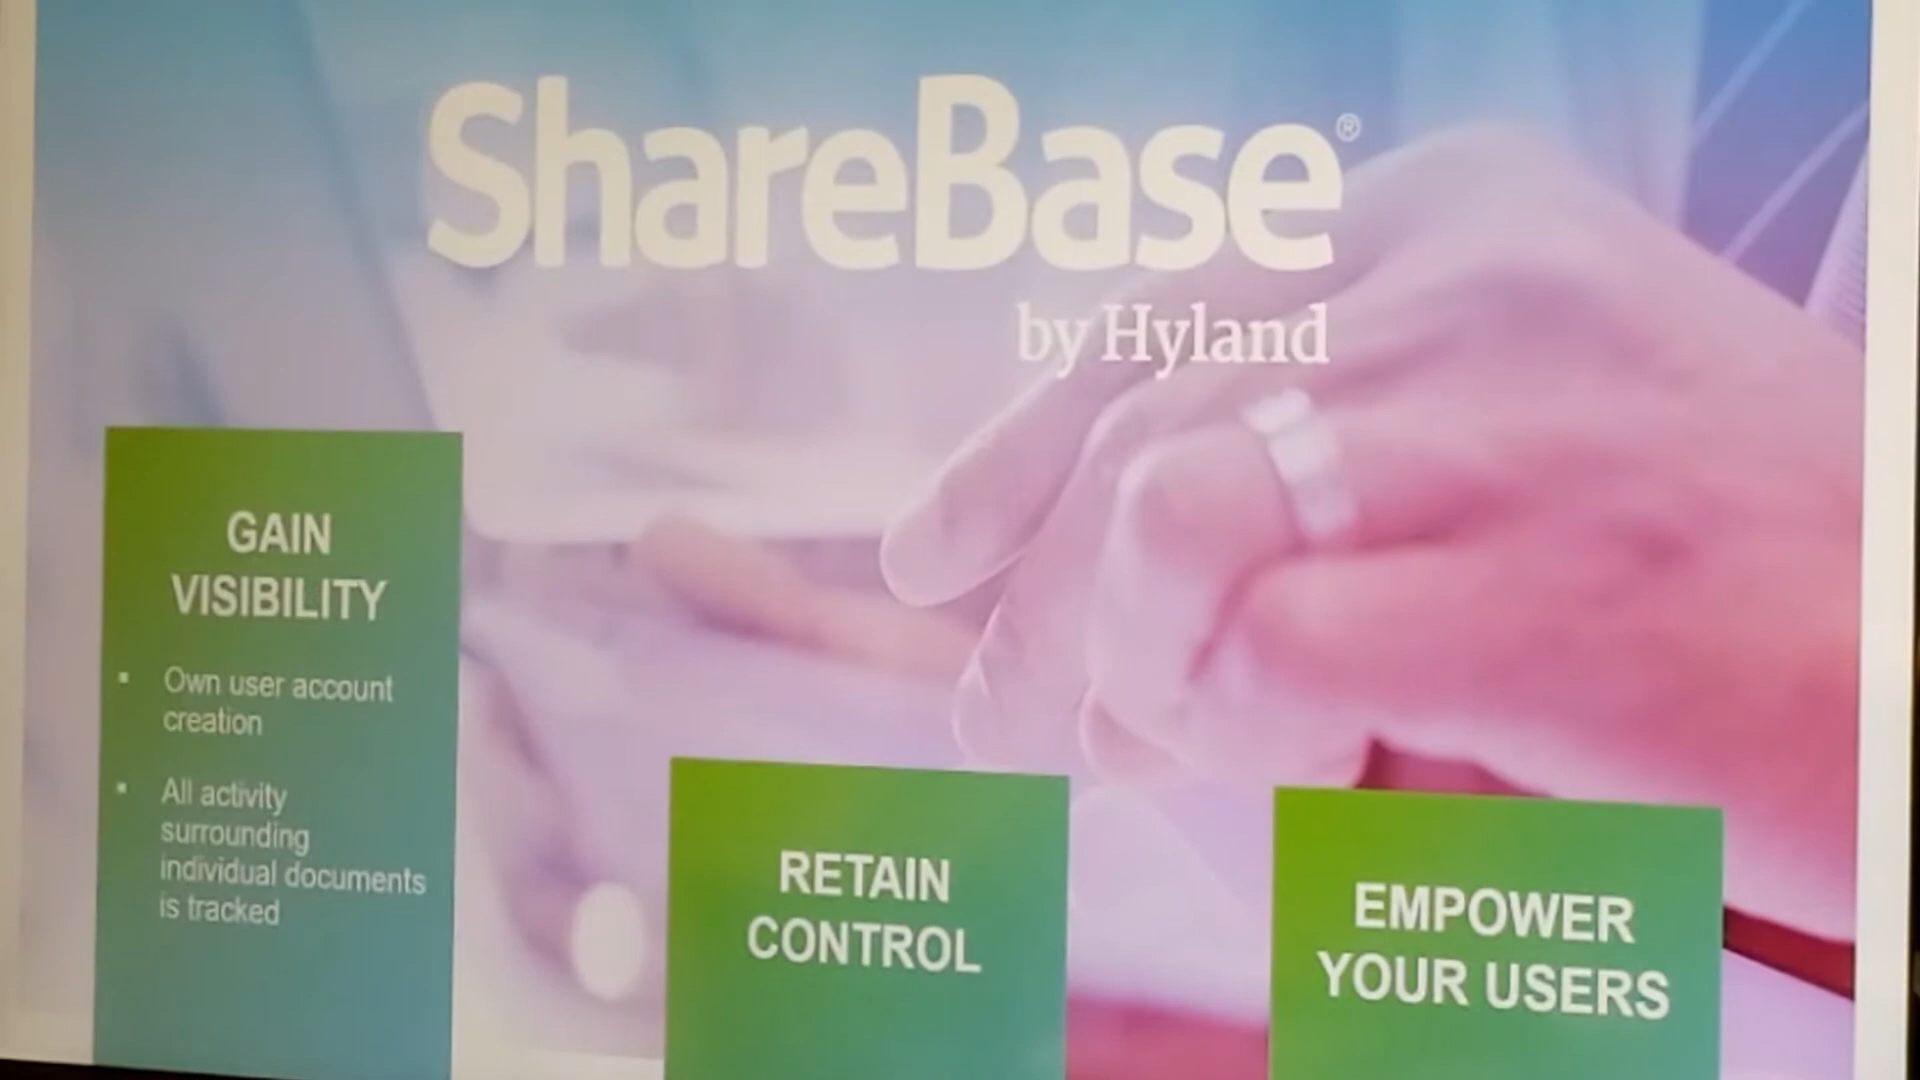 ShareBase®
by Hyland
GAIN
VISIBILITY
▪ Own user account
creation
▪ All activity
surrounding
individual documents
is tracked
RETAIN
CONTROL
EMPOWER
YOUR USERS